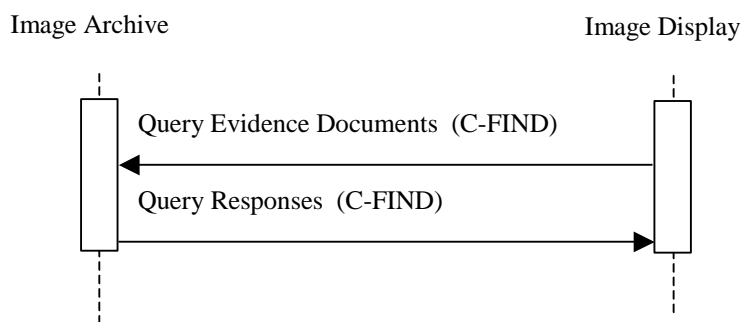 Image Archive
Image Display
Query Evidence Documents (C-FIND)
Query Responses (C-FIND)